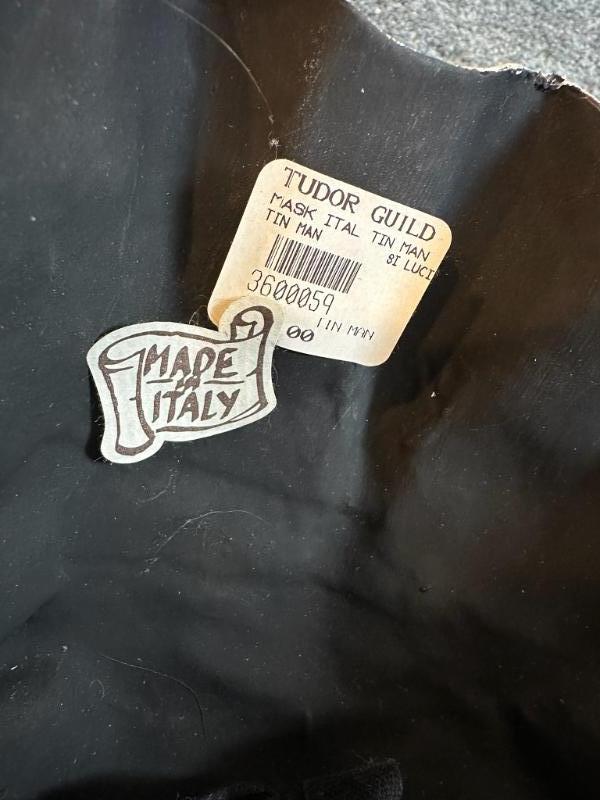 TUDOR GUILD
MASK ITAL TIN MAN
TIN MAN SI LUCI
3600059
TIN MAN
00
MADE
in
ITALY